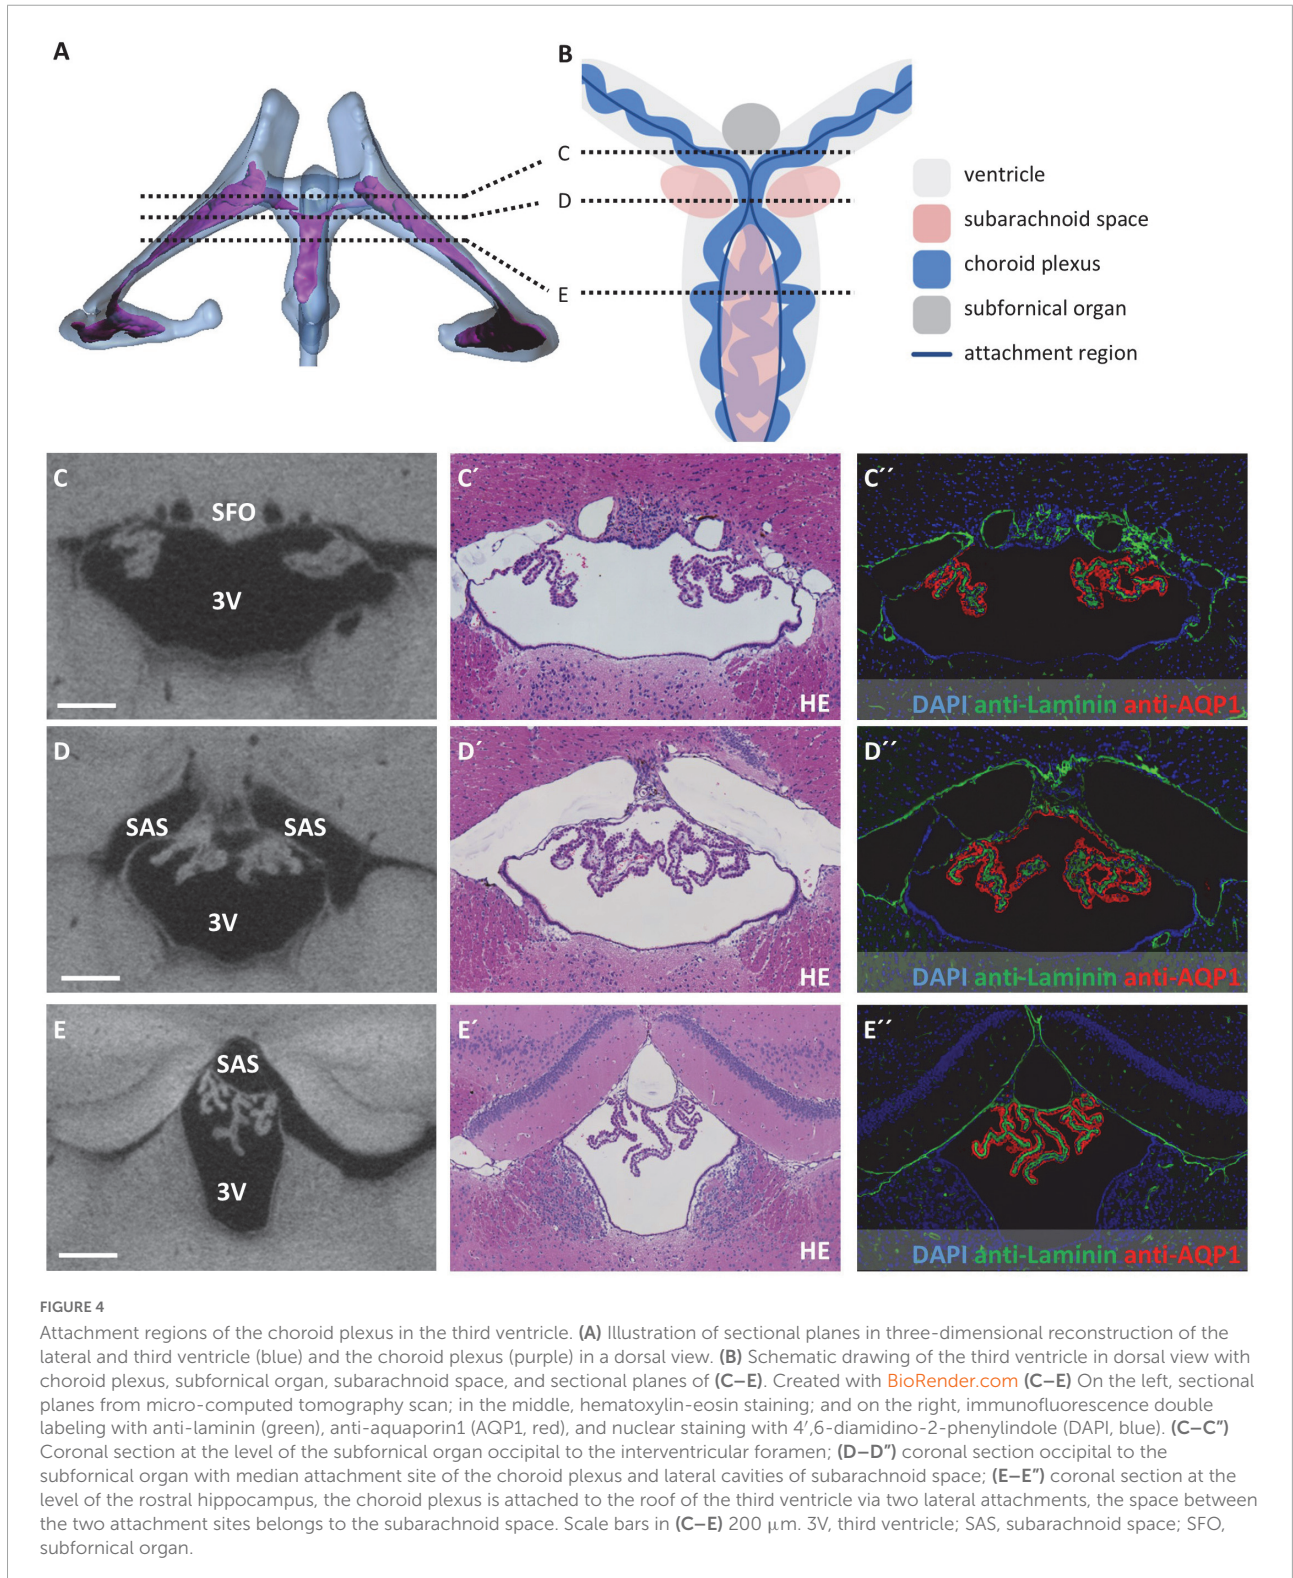 A
B
C
D
E
ventricle
subarachnoid space
choroid plexus
subfornical organ
attachment region
C
SFO
3V
C´
HE
C´´
DAPI anti-Laminin anti-AQP1
D
SAS
SAS
3V
D´
HE
D´´
DAPI anti-Laminin anti-AQP1
E
SAS
3V
E´
HE
E´´
DAPI anti-Laminin anti-AQP1
FIGURE 4
Attachment regions of the choroid plexus in the third ventricle. (A) Illustration of sectional planes in three-dimensional reconstruction of the
lateral and third ventricle (blue) and the choroid plexus (purple) in a dorsal view. (B) Schematic drawing of the third ventricle in dorsal view with
choroid plexus, subfornical organ, subarachnoid space, and sectional planes of (C–E). Created with BioRender.com (C–E) On the left, sectional
planes from micro-computed tomography scan; in the middle, hematoxylin-eosin staining; and on the right, immunofluorescence double
labeling with anti-laminin (green), anti-aquaporin1 (AQP1, red), and nuclear staining with 4′,6-diamidino-2-phenylindole (DAPI, blue). (C–C″)
Coronal section at the level of the subfornical organ occipital to the interventricular foramen; (D–D″) coronal section occipital to the
subfornical organ with median attachment site of the choroid plexus and lateral cavities of subarachnoid space; (E–E″) coronal section at the
level of the rostral hippocampus, the choroid plexus is attached to the roof of the third ventricle via two lateral attachments, the space between
the two attachment sites belongs to the subarachnoid space. Scale bars in (C–E) 200 μm. 3V, third ventricle; SAS, subarachnoid space; SFO,
subfornical organ.